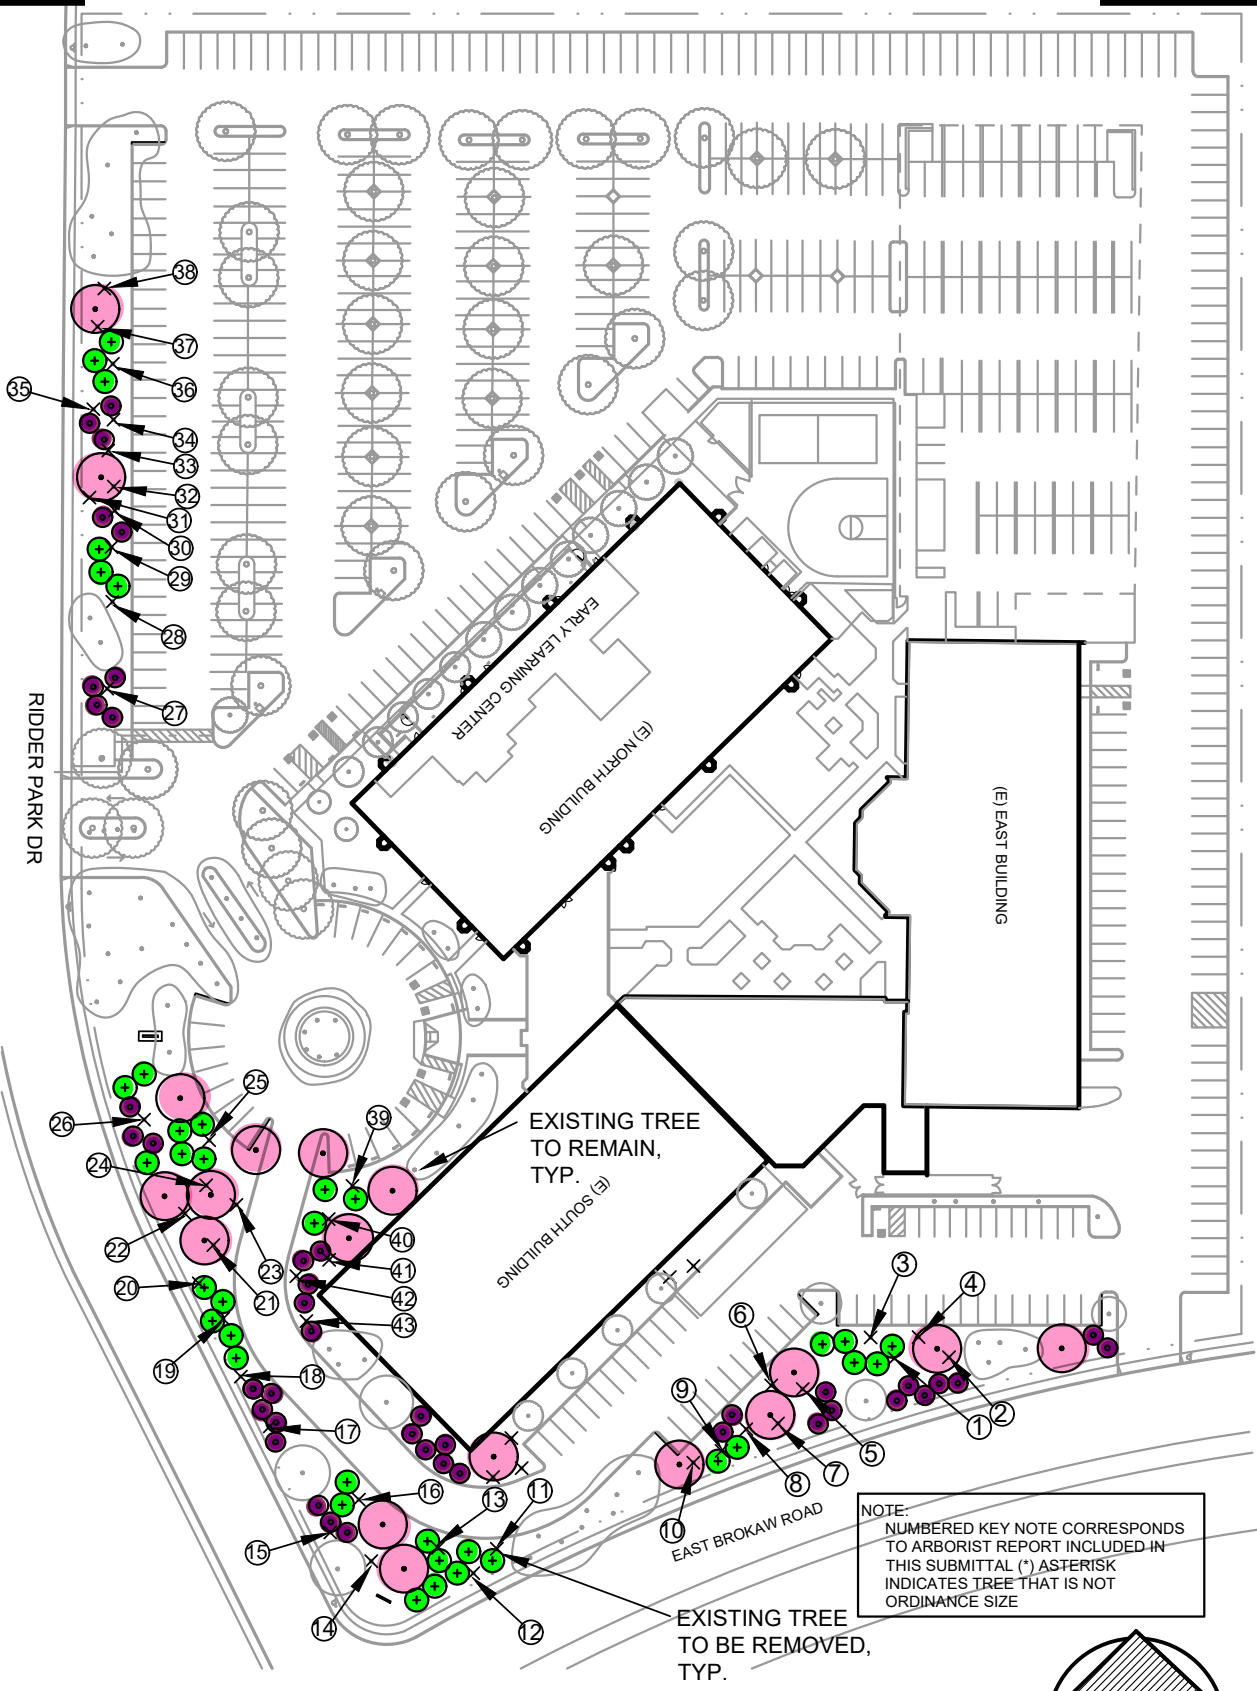 38
37
36
35
34
33
32
31
30
29
28
27
RIDDER PARK DR
EARLY LEARNING
CENTER
(E) NORTH BUILDING
(E) EAST BUILDING
25
26
24
39
EXISTING TREE
TO REMAIN,
TYP.
(E) SOUTH BUILDING
22
23
40
41
20
21
42
43
19
18
17
3
4
6
9
1
2
5
7
8
10
16
13
11
15
14
12
EAST BROKAW ROAD
NOTE:
NUMBERED KEY NOTE CORRESPONDS
TO ARBORIST REPORT INCLUDED IN
THIS SUBMITTAL (*) ASTERISK
INDICATES TREE THAT IS NOT
ORDINANCE SIZE
EXISTING TREE
TO BE REMOVED,
TYP.